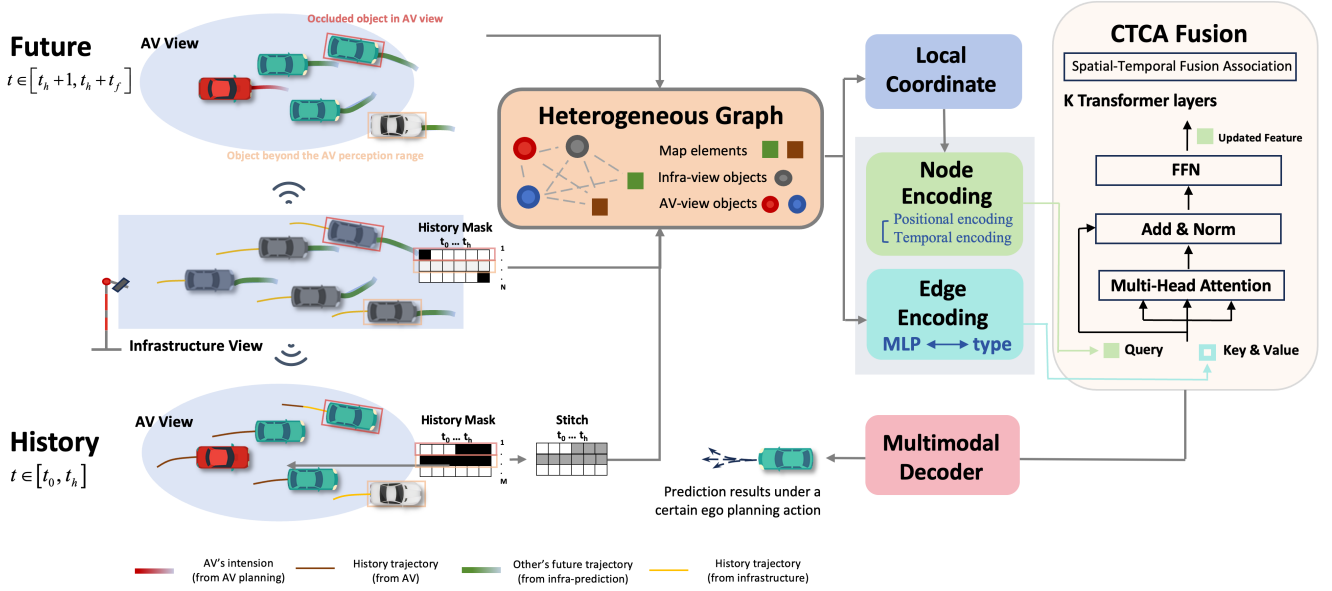 Future
t ∈ [t_h + 1, t_h + t_f]
AV View
Occluded object in AV view
Object beyond the AV perception range
History Mask
t₀ ... t_h
1
.
.
N
Infrastructure View
History
t ∈ [t₀, t_h]
AV View
History Mask
t₀ ... t_h
1
.
.
M
Stitch
t₀ ... t_h
Heterogeneous Graph
Map elements
Infra-view objects
AV-view objects
Local
Coordinate
Node
Encoding
Positional encoding
Temporal encoding
Edge
Encoding
MLP
type
CTCA Fusion
Spatial-Temporal Fusion Association
K Transformer layers
Updated Feature
FFN
Add & Norm
Multi-Head Attention
Query
Key & Value
Multimodal
Decoder
Prediction results under a
certain ego planning action
AV's intension
(from AV planning)
History trajectory
(from AV)
Other's future trajectory
(from infra-prediction)
History trajectory
(from infrastructure)